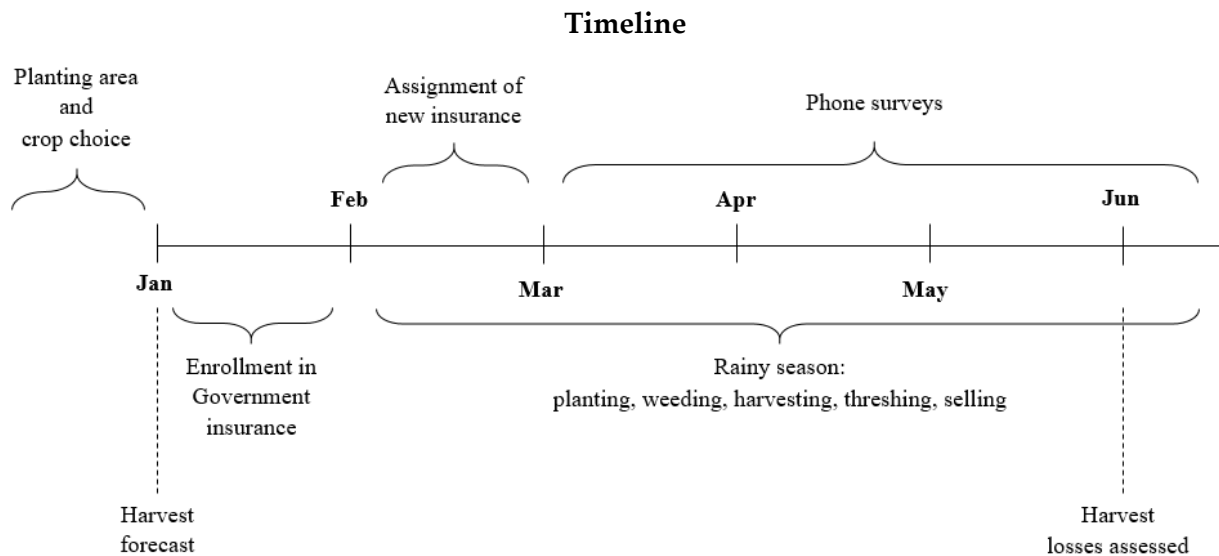 Timeline
Planting area
and
crop choice
Assignment of
new insurance
Phone surveys
Feb
Apr
Jun
Jan
Mar
May
Enrollment in
Government
insurance
Rainy season:
planting, weeding, harvesting, threshing, selling
Harvest
forecast
Harvest
losses assessed